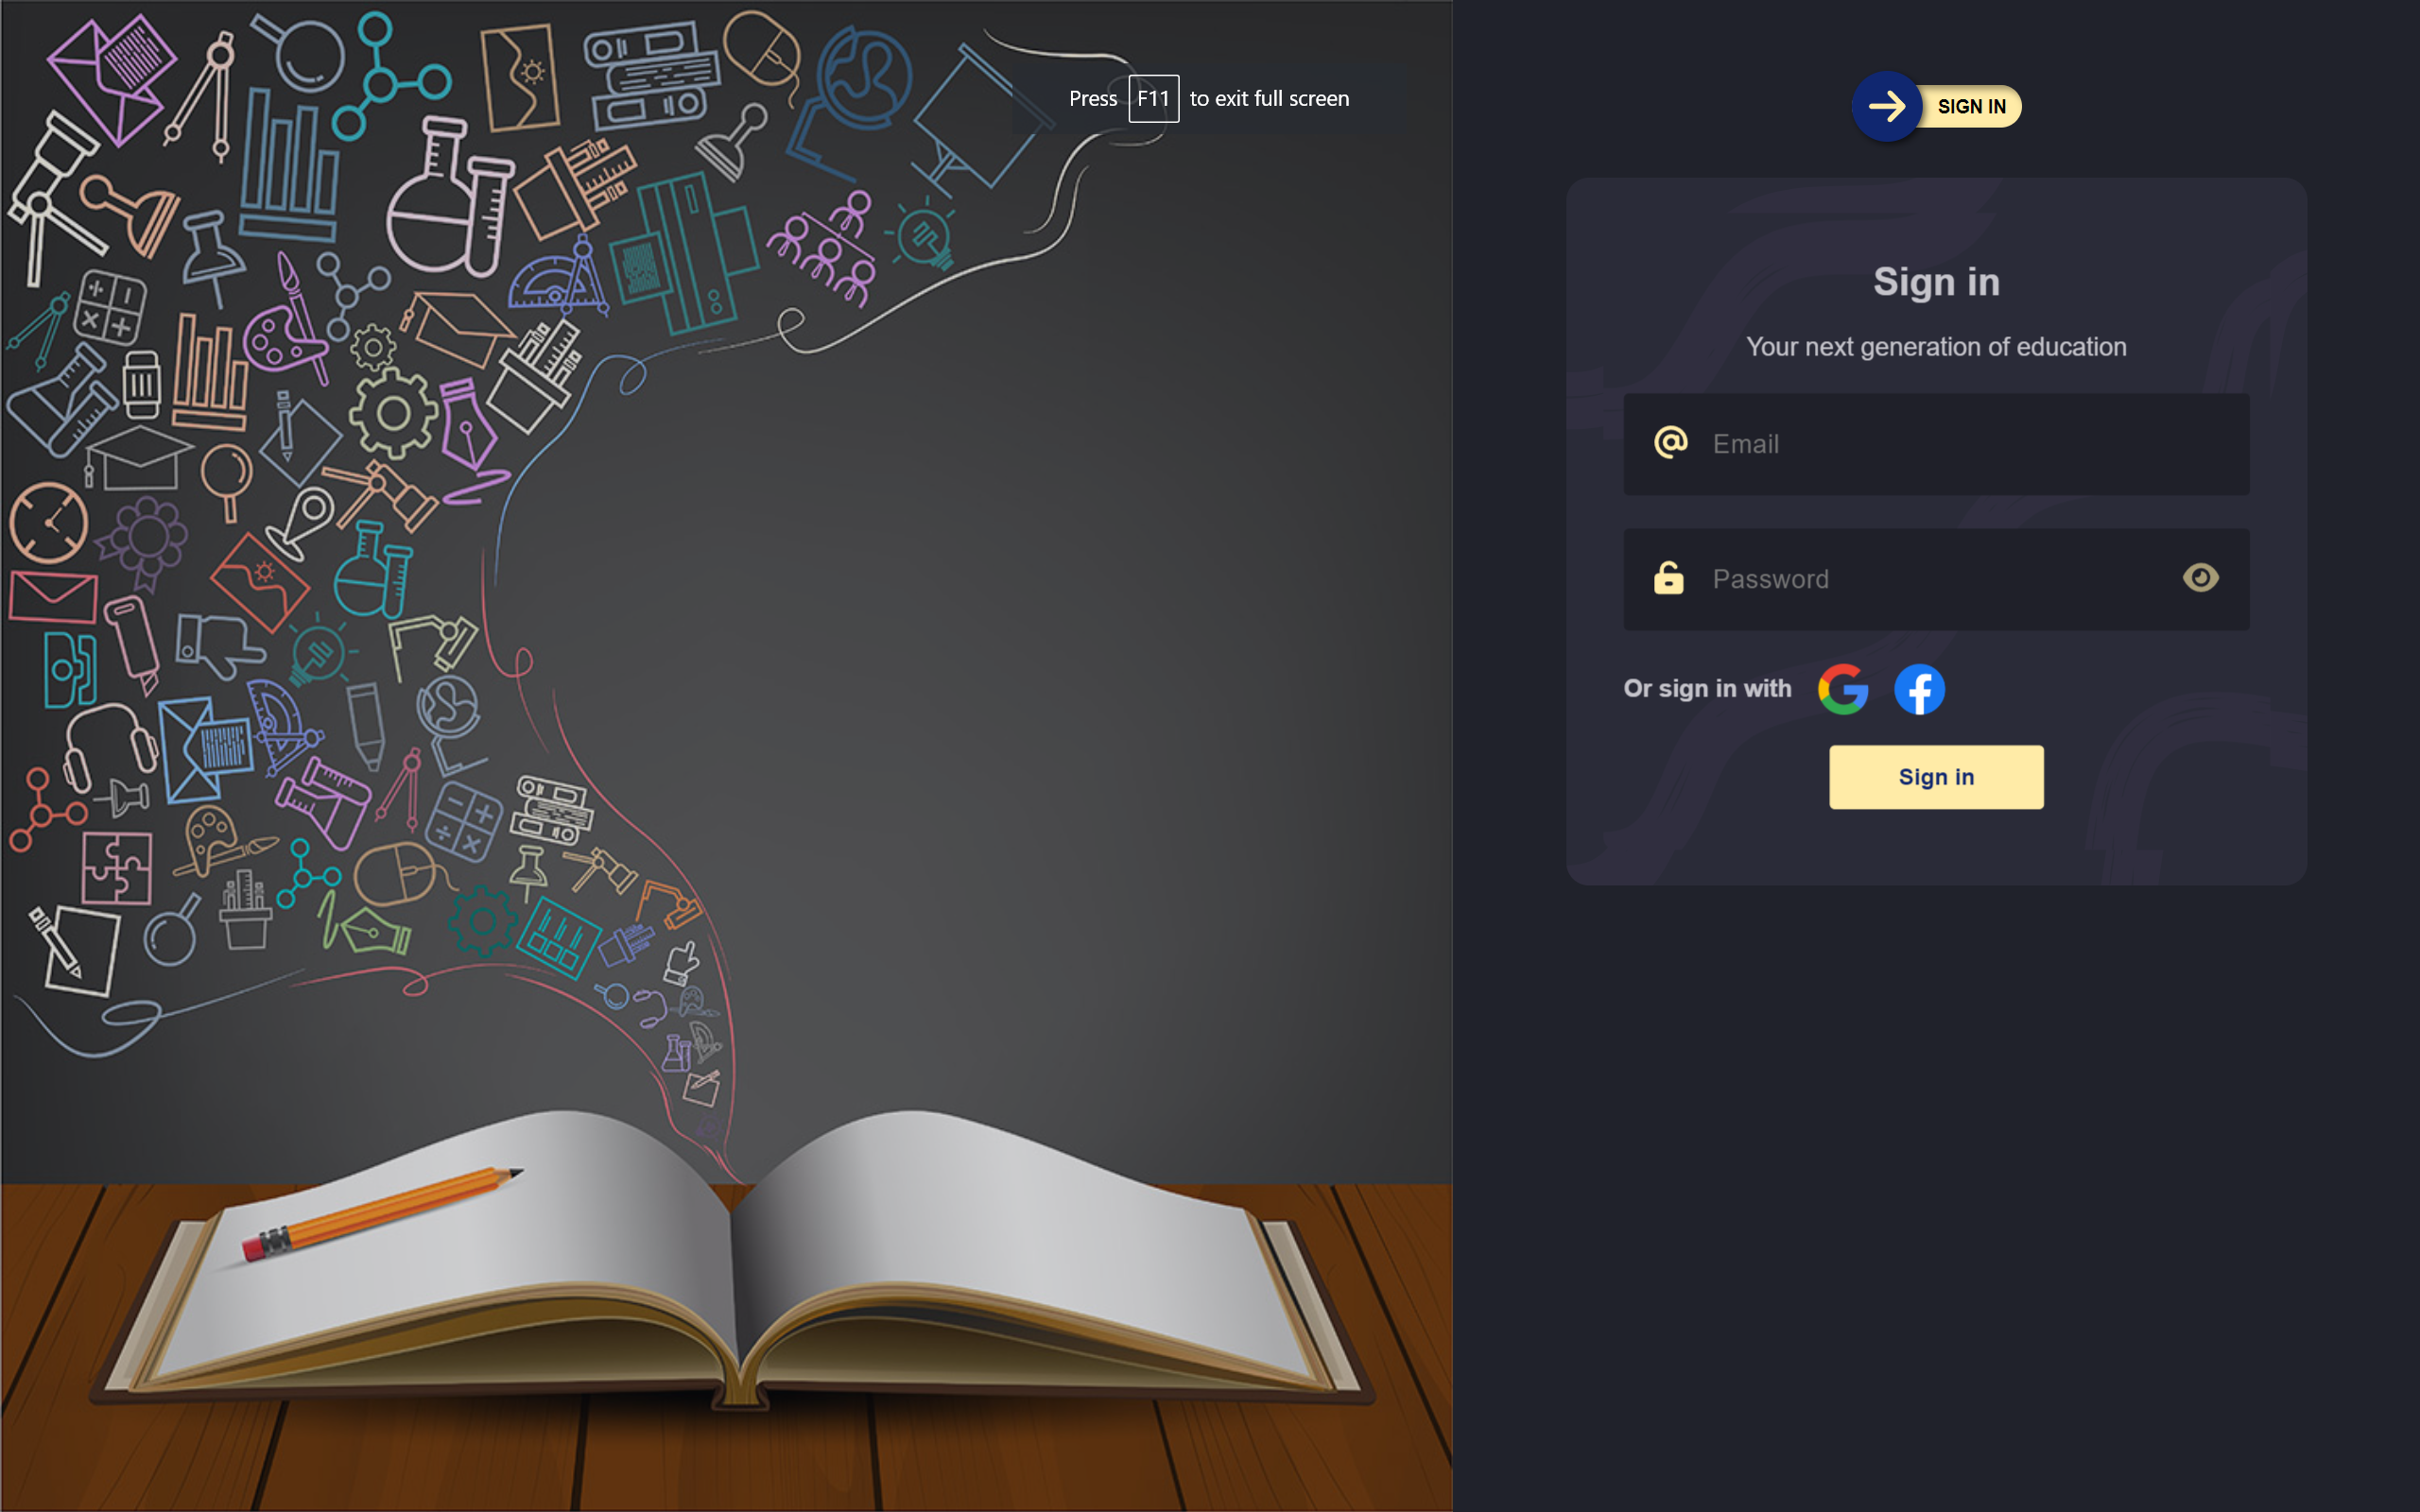 Press F11 to exit full screen
SIGN IN
Sign in
Your next generation of education
@ Email
Password
Or sign in with
Sign in